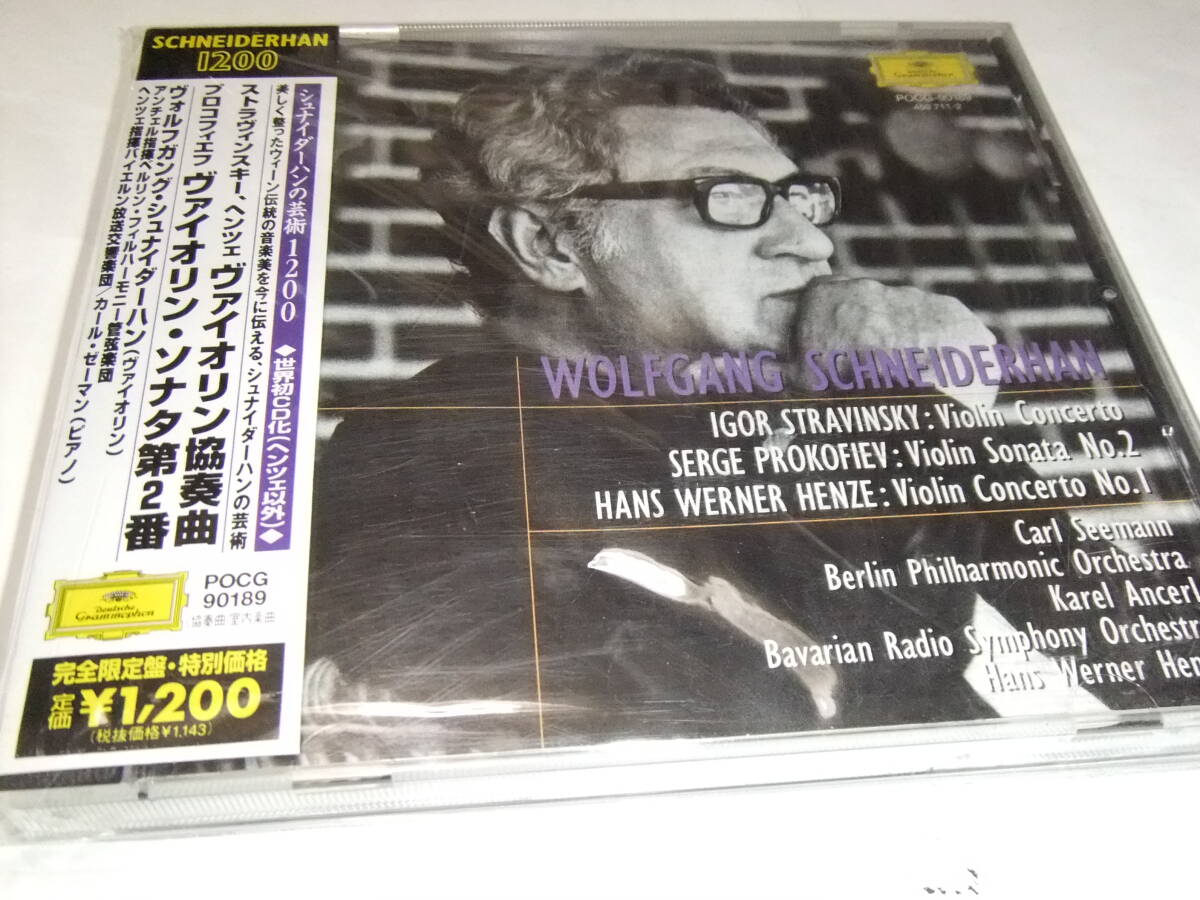 SCHNEIDERHAN
1200
シュナイダーハンの芸術1200 ◆世界初CD化(ヘンツェ以外)◆
美しく整ったウィーン伝統の音楽美を今に伝える、シュナイダーハンの芸術
ストラヴィンスキー、ヘンツェ ヴァイオリン協奏曲
プロコフィエフ ヴァイオリン・ソナタ第2番
ヴォルフガング・シュナイダーハン(ヴァイオリン)
アンチェル指揮ベルリン・フィルハーモニー管弦楽団
ヘンツェ指揮バイエルン放送交響楽団/カール・ゼーマン(ピアノ)
Deutsche
Grammophon
POCG
90189
協奏曲 室内楽曲
完全限定盤・特別価格
定価 ¥1,200
(税抜価格¥1,143)
Deutsche
Grammophon
POCG-90189
459 711-2
WOLFGANG SCHNEIDERHAN
IGOR STRAVINSKY: Violin Concerto
SERGE PROKOFIEV: Violin Sonata No.2
HANS WERNER HENZE: Violin Concerto No.1
Carl Seemann
Berlin Philharmonic Orchestra
Karel Ancerl
Bavarian Radio Symphony Orchestr
Hans Werner Hen